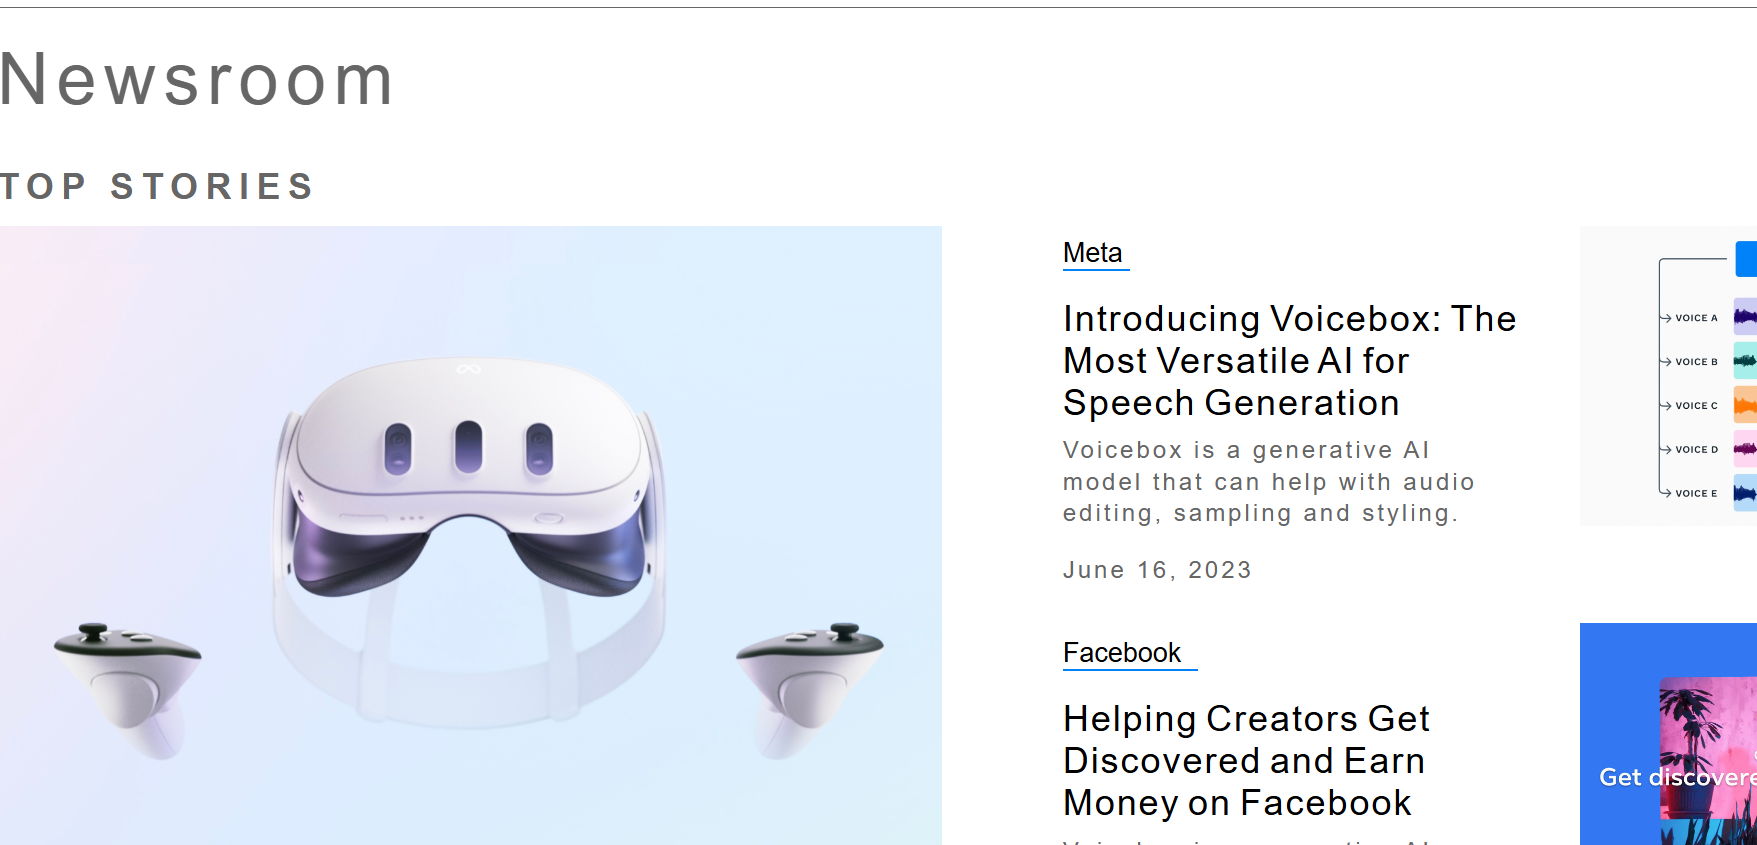 Newsroom
TOP STORIES
Meta
Introducing Voicebox: The
Most Versatile AI for
Speech Generation
Voicebox is a generative AI
model that can help with audio
editing, sampling and styling.
June 16, 2023
VOICE A
VOICE B
VOICE C
VOICE D
VOICE E
Facebook
Helping Creators Get
Discovered and Earn
Money on Facebook
Get discovere